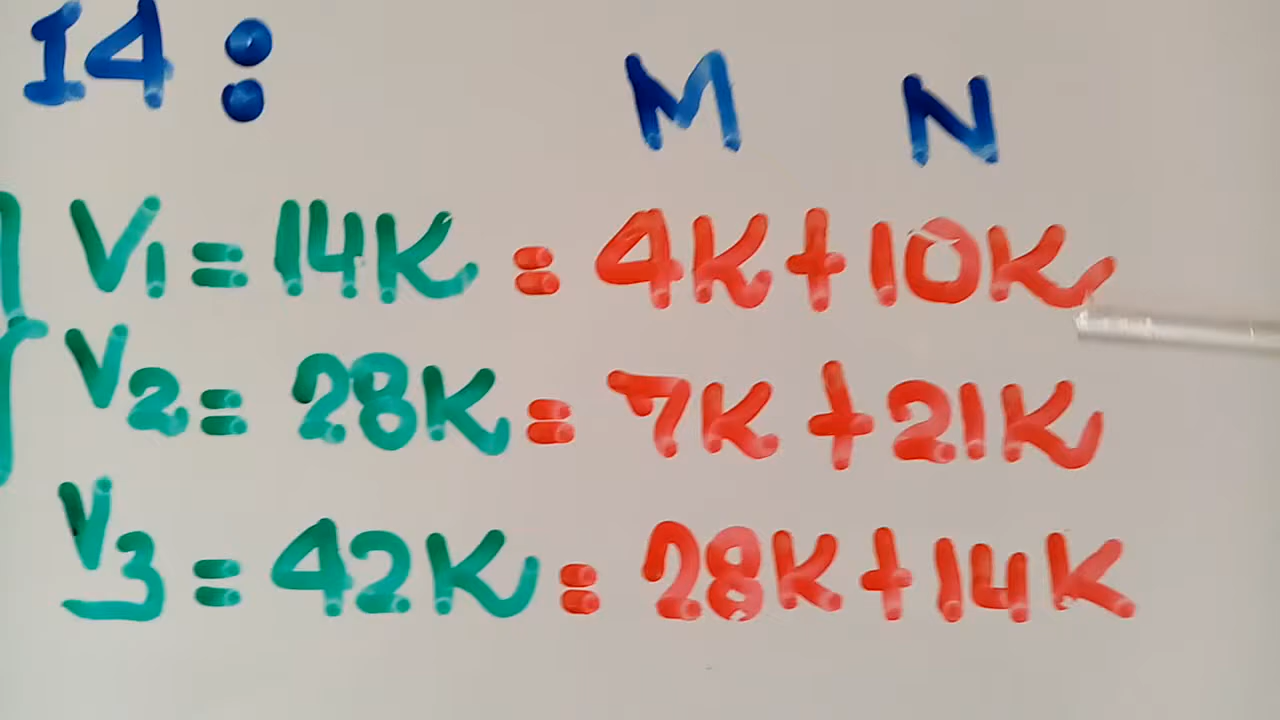 14 :
M N
V1 = 14K = 4K + 10K
V2 = 28K = 7K + 21K
V3 = 42K = 28K + 14K